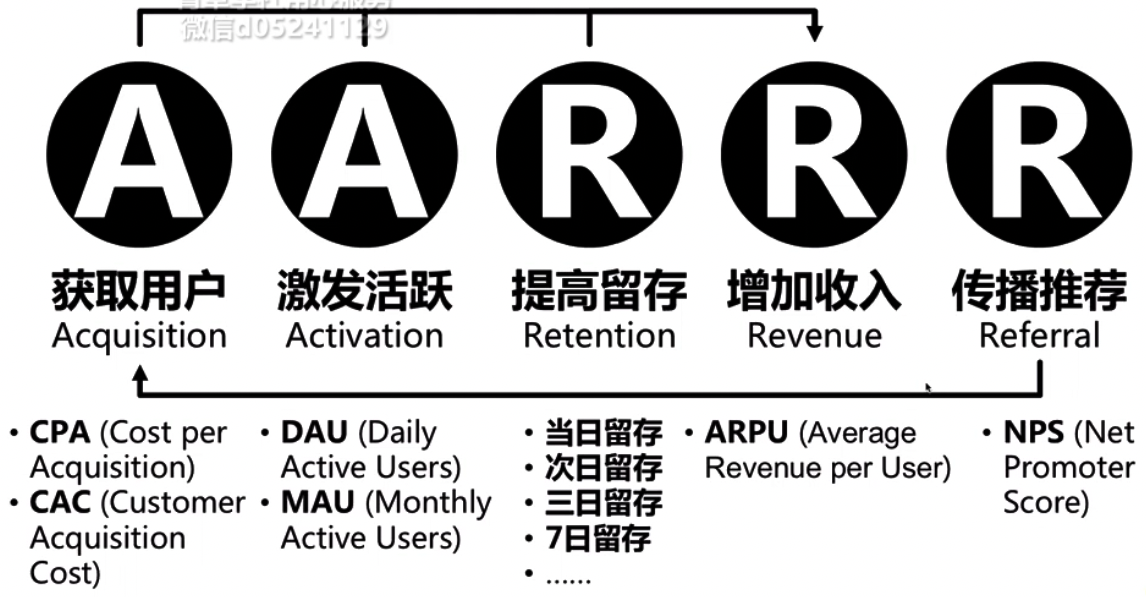 微信d05241129
A A R R R
获取用户 激发活跃 提高留存 增加收入 传播推荐
Acquisition Activation Retention Revenue Referral
• CPA (Cost per
Acquisition)
• CAC (Customer
Acquisition
Cost)
• DAU (Daily
Active Users)
• MAU (Monthly
Active Users)
• 当日留存
• 次日留存
• 三日留存
• 7日留存
• ......
• ARPU (Average
Revenue per User)
• NPS (Net
Promoter
Score)